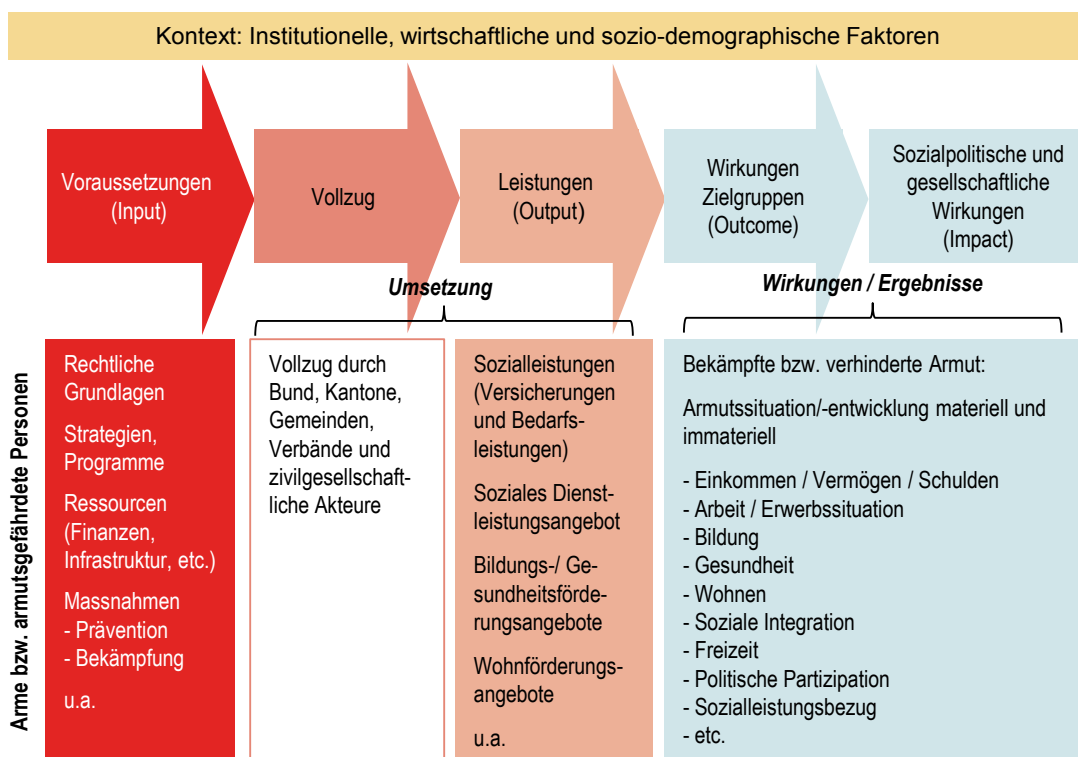 Kontext: Institutionelle, wirtschaftliche und sozio-demographische Faktoren
Voraussetzungen
(Input)
Vollzug
Leistungen
(Output)
Wirkungen
Zielgruppen
(Outcome)
Sozialpolitische und
gesellschaftliche
Wirkungen
(Impact)
Umsetzung
Wirkungen / Ergebnisse
Arme bzw. armutsgefährdete Personen
Rechtliche
Grundlagen
Strategien,
Programme
Ressourcen
(Finanzen,
Infrastruktur, etc.)
Massnahmen
- Prävention
- Bekämpfung
u.a.
Vollzug durch
Bund, Kantone,
Gemeinden,
Verbände und
zivilgesellschaft-
liche Akteure
Sozialleistungen
(Versicherungen
und Bedarfs-
leistungen)
Soziales Dienst-
leistungsangebot
Bildungs-/ Ge-
sundheitsförde-
rungsangebote
Wohnförderungs-
angebote
u.a.
Bekämpfte bzw. verhinderte Armut:
Armutssituation/-entwicklung materiell und
immateriell
- Einkommen / Vermögen / Schulden
- Arbeit / Erwerbssituation
- Bildung
- Gesundheit
- Wohnen
- Soziale Integration
- Freizeit
- Politische Partizipation
- Sozialleistungsbezug
- etc.